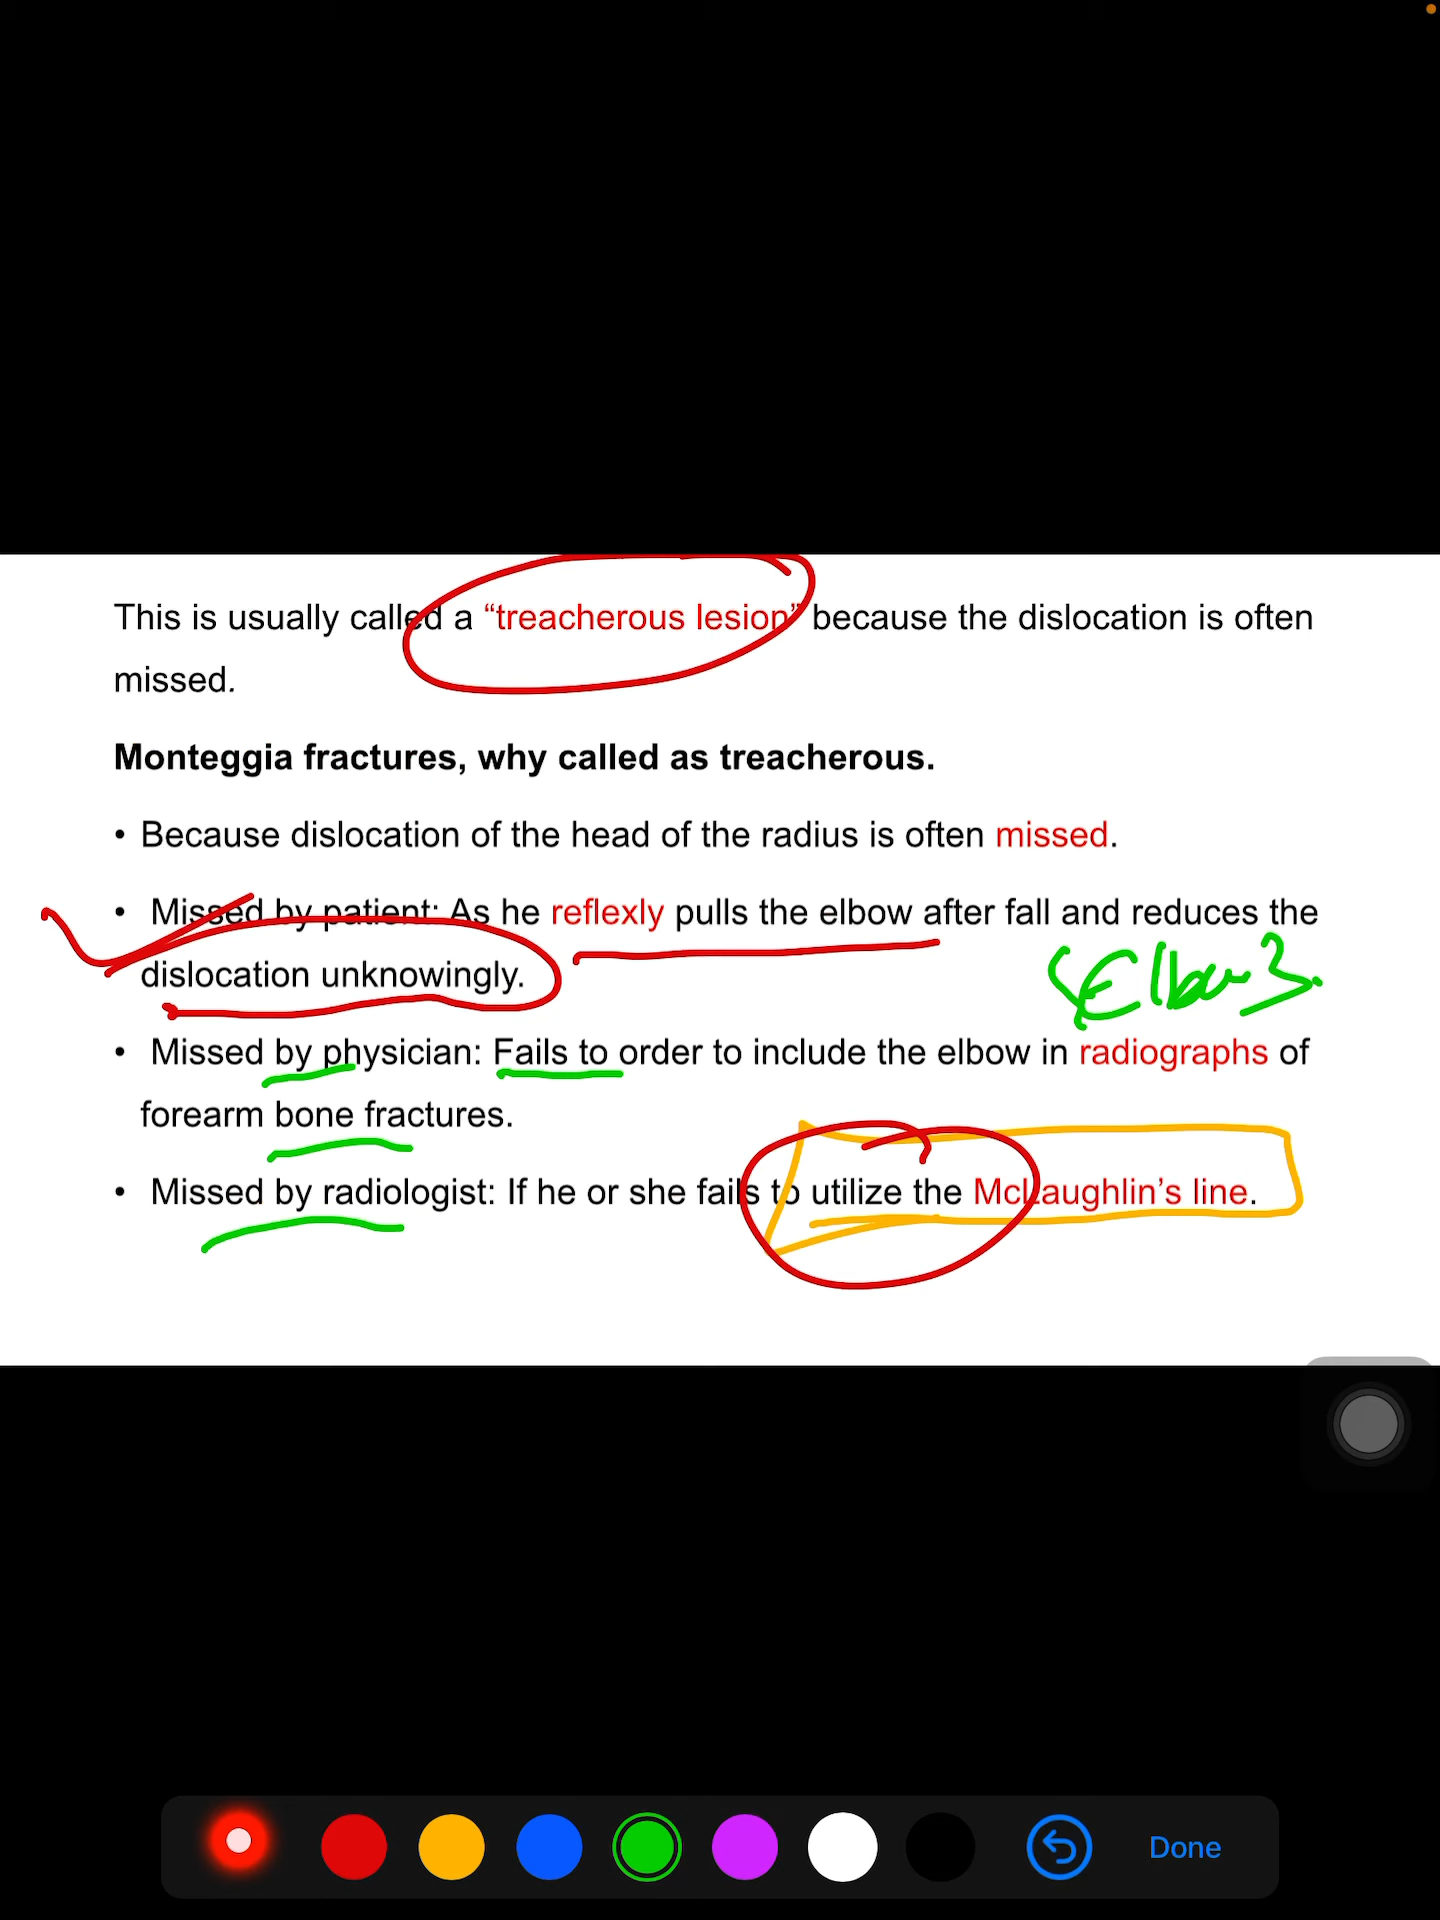 This is usually called a “treacherous lesion” because the dislocation is often
missed.
Monteggia fractures, why called as treacherous.
• Because dislocation of the head of the radius is often missed.
• Missed by patient: As he reflexly pulls the elbow after fall and reduces the
dislocation unknowingly.
Elbow
• Missed by physician: Fails to order to include the elbow in radiographs of
forearm bone fractures.
• Missed by radiologist: If he or she fails to utilize the McLaughlin’s line.
Done